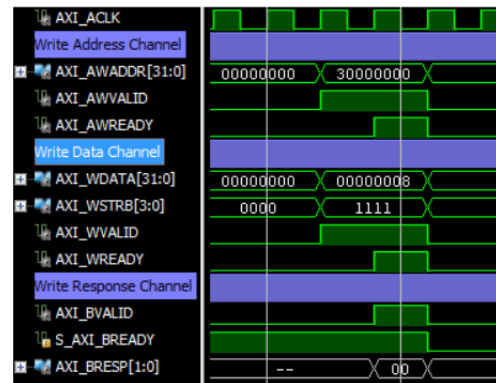 AXI_ACLK
Write Address Channel
AXI_AWADDR[31:0] 00000000 30000000
AXI_AWVALID
AXI_AWREADY
Write Data Channel
AXI_WDATA[31:0] 00000000 00000008
AXI_WSTRB[3:0] 0000 1111
AXI_WVALID
AXI_WREADY
Write Response Channel
AXI_BVALID
S_AXI_BREADY
AXI_BRESP[1:0] -- 00